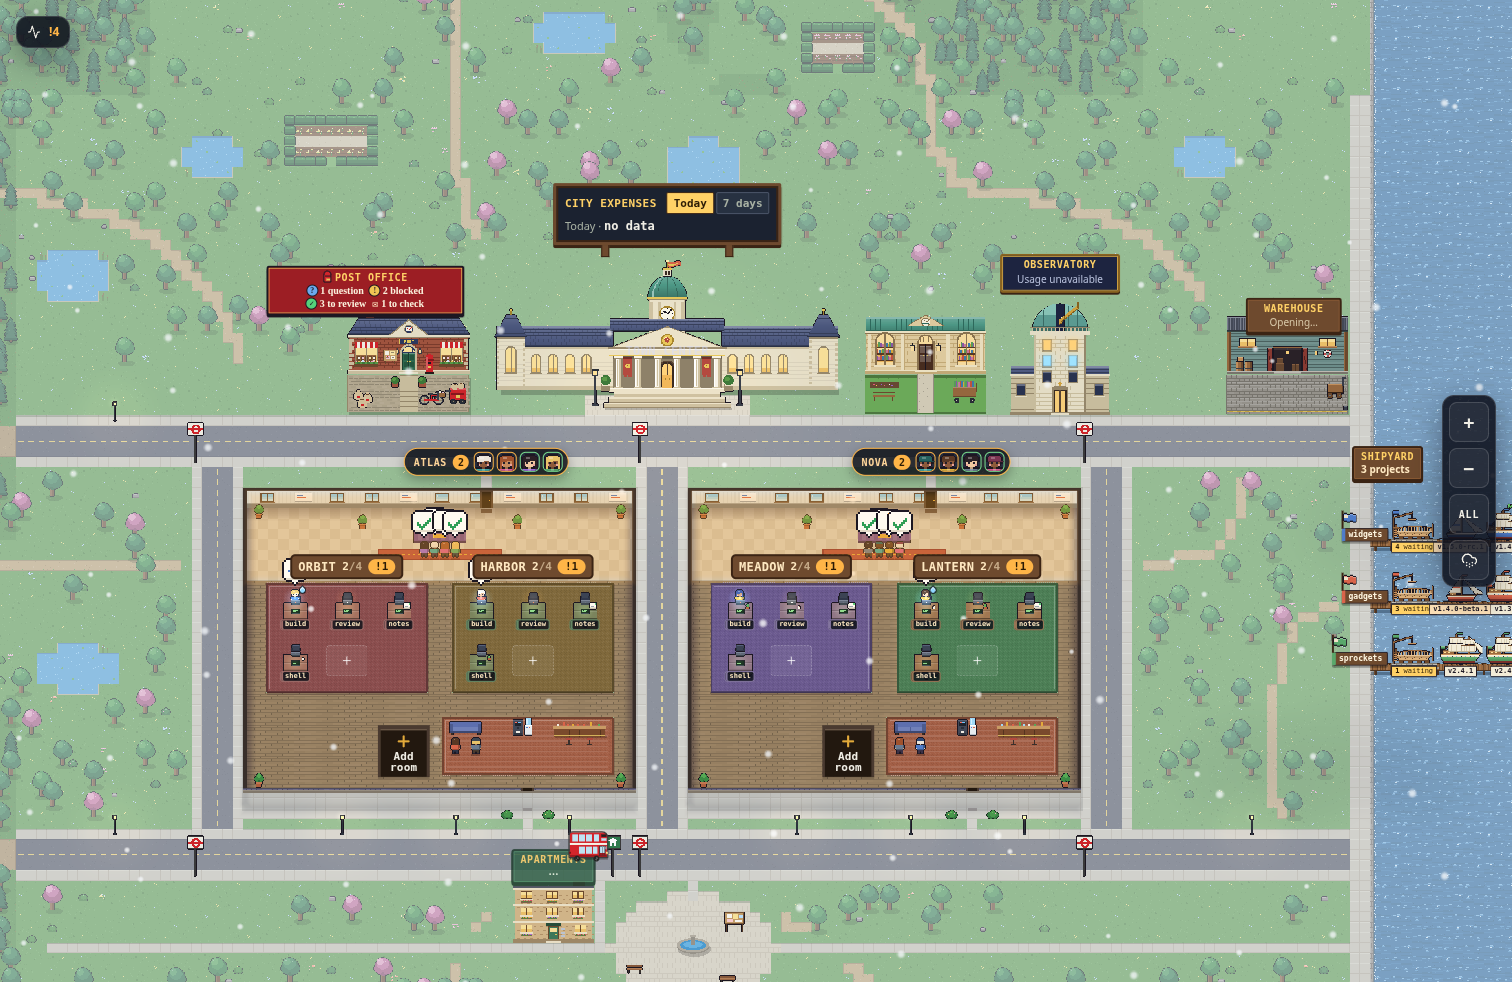 !4
CITY EXPENSES Today 7 days
Today · no data
POST OFFICE
? 1 question ! 2 blocked
✓ 3 to review ✉ 1 to check
OBSERVATORY
Usage unavailable
WAREHOUSE
Opening...
ATLAS 2
NOVA 2
SHIPYARD
3 projects
+
−
ALL
ORBIT 2/4 !1
HARBOR 2/4 !1
MEADOW 2/4 !1
LANTERN 2/4 !1
build review notes
shell +
build review notes
shell +
build review notes
shell +
build review notes
shell +
+
Add
room
+
Add
room
widgets
4 waiting
gadgets
3 waitin v1.4.0-beta.1 v1.3
sprockets
1 waiting v2.4.1 v2.4
APARTMENTS
...